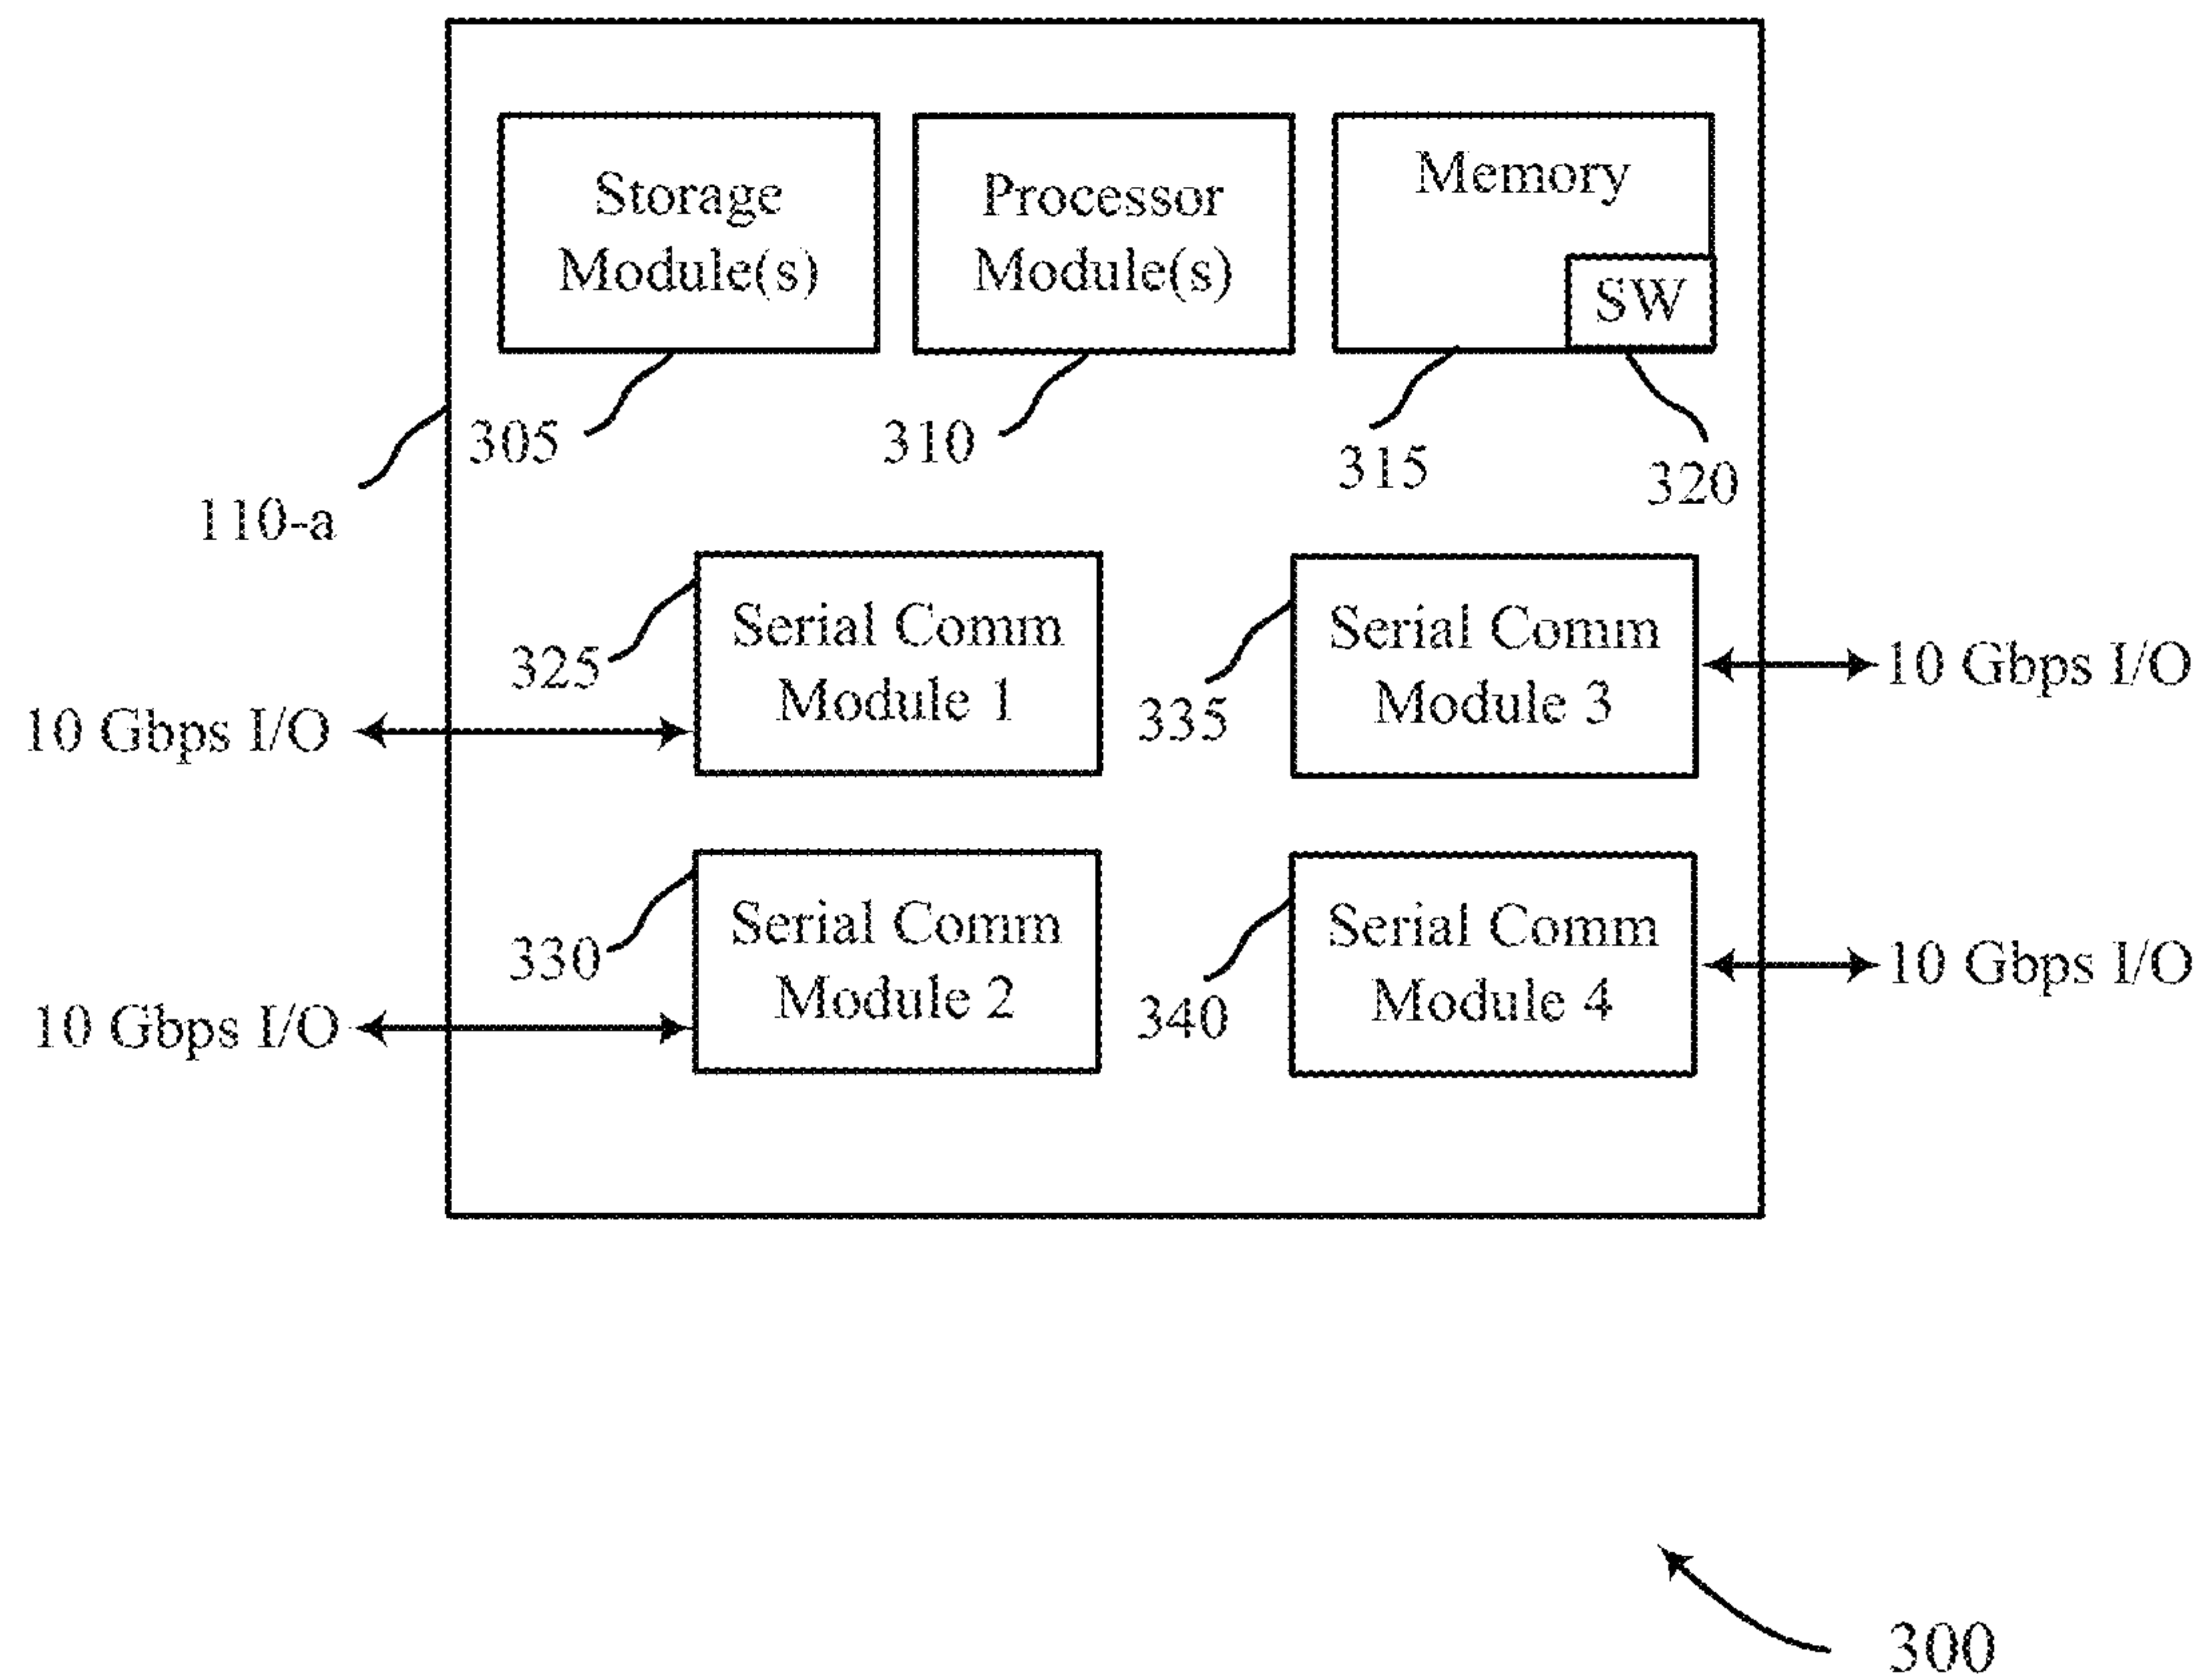 Storage
Module(s)
Processor
Module(s)
Memory
SW
305
310
315
320
110-a
Serial Comm
Module 1
325
10 Gbps I/O
Serial Comm
Module 3
335
10 Gbps I/O
Serial Comm
Module 2
330
10 Gbps I/O
Serial Comm
Module 4
340
10 Gbps I/O
300